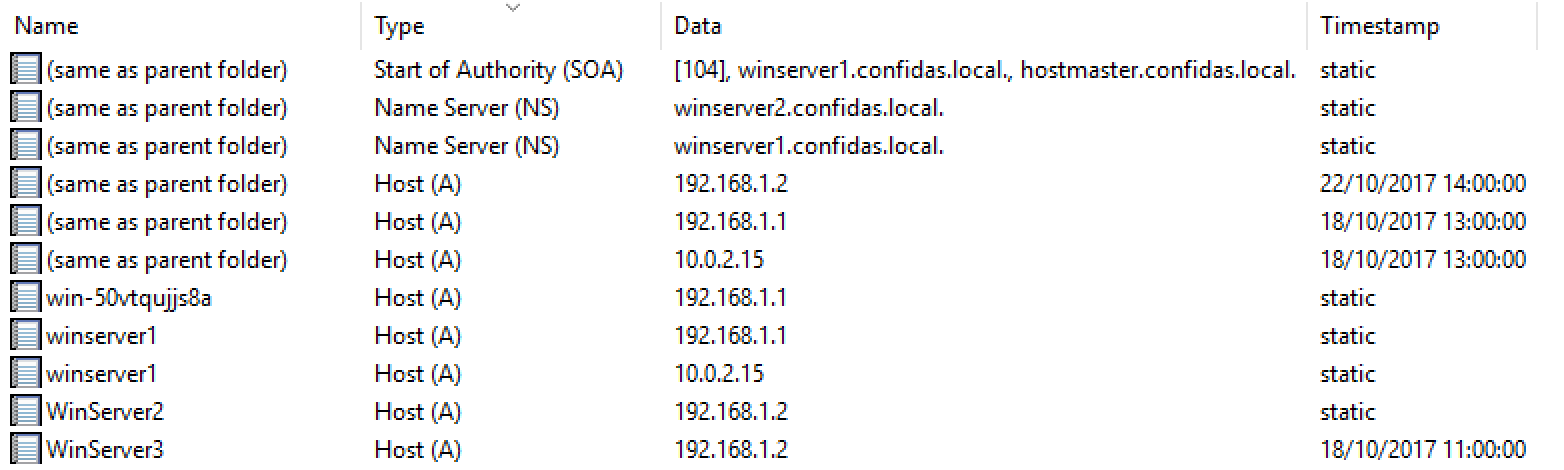 Name Type Data Timestamp
(same as parent folder) Start of Authority (SOA) [104], winserver1.confidas.local., hostmaster.confidas.local. static
(same as parent folder) Name Server (NS) winserver2.confidas.local. static
(same as parent folder) Name Server (NS) winserver1.confidas.local. static
(same as parent folder) Host (A) 192.168.1.2 22/10/2017 14:00:00
(same as parent folder) Host (A) 192.168.1.1 18/10/2017 13:00:00
(same as parent folder) Host (A) 10.0.2.15 18/10/2017 13:00:00
win-50vtqujjs8a Host (A) 192.168.1.1 static
winserver1 Host (A) 192.168.1.1 static
winserver1 Host (A) 10.0.2.15 static
WinServer2 Host (A) 192.168.1.2 static
WinServer3 Host (A) 192.168.1.2 18/10/2017 11:00:00